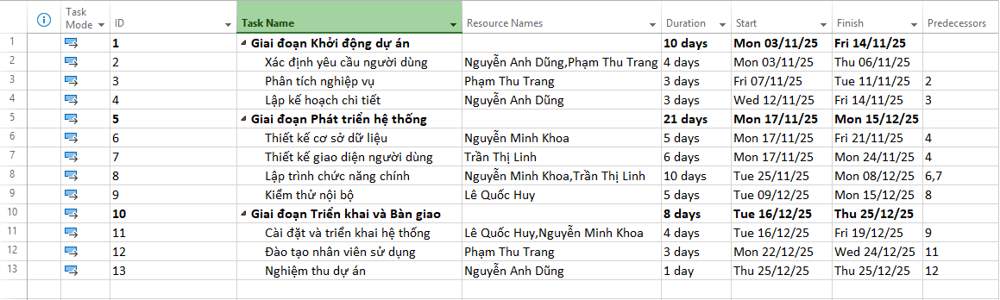 Task Mode ID Task Name Resource Names Duration Start Finish Predecessors
1 1 Giai đoạn Khởi động dự án 10 days Mon 03/11/25 Fri 14/11/25
2 2 Xác định yêu cầu người dùng Nguyễn Anh Dũng,Phạm Thu Trang 4 days Mon 03/11/25 Thu 06/11/25
3 3 Phân tích nghiệp vụ Phạm Thu Trang 3 days Fri 07/11/25 Tue 11/11/25 2
4 4 Lập kế hoạch chi tiết Nguyễn Anh Dũng 3 days Wed 12/11/25 Fri 14/11/25 3
5 5 Giai đoạn Phát triển hệ thống 21 days Mon 17/11/25 Mon 15/12/25
6 6 Thiết kế cơ sở dữ liệu Nguyễn Minh Khoa 5 days Mon 17/11/25 Fri 21/11/25 4
7 7 Thiết kế giao diện người dùng Trần Thị Linh 6 days Mon 17/11/25 Mon 24/11/25 4
8 8 Lập trình chức năng chính Nguyễn Minh Khoa,Trần Thị Linh 10 days Tue 25/11/25 Mon 08/12/25 6,7
9 9 Kiểm thử nội bộ Lê Quốc Huy 5 days Tue 09/12/25 Mon 15/12/25 8
10 10 Giai đoạn Triển khai và Bàn giao 8 days Tue 16/12/25 Thu 25/12/25
11 11 Cài đặt và triển khai hệ thống Lê Quốc Huy,Nguyễn Minh Khoa 4 days Tue 16/12/25 Fri 19/12/25 9
12 12 Đào tạo nhân viên sử dụng Phạm Thu Trang 3 days Mon 22/12/25 Wed 24/12/25 11
13 13 Nghiệm thu dự án Nguyễn Anh Dũng 1 day Thu 25/12/25 Thu 25/12/25 12